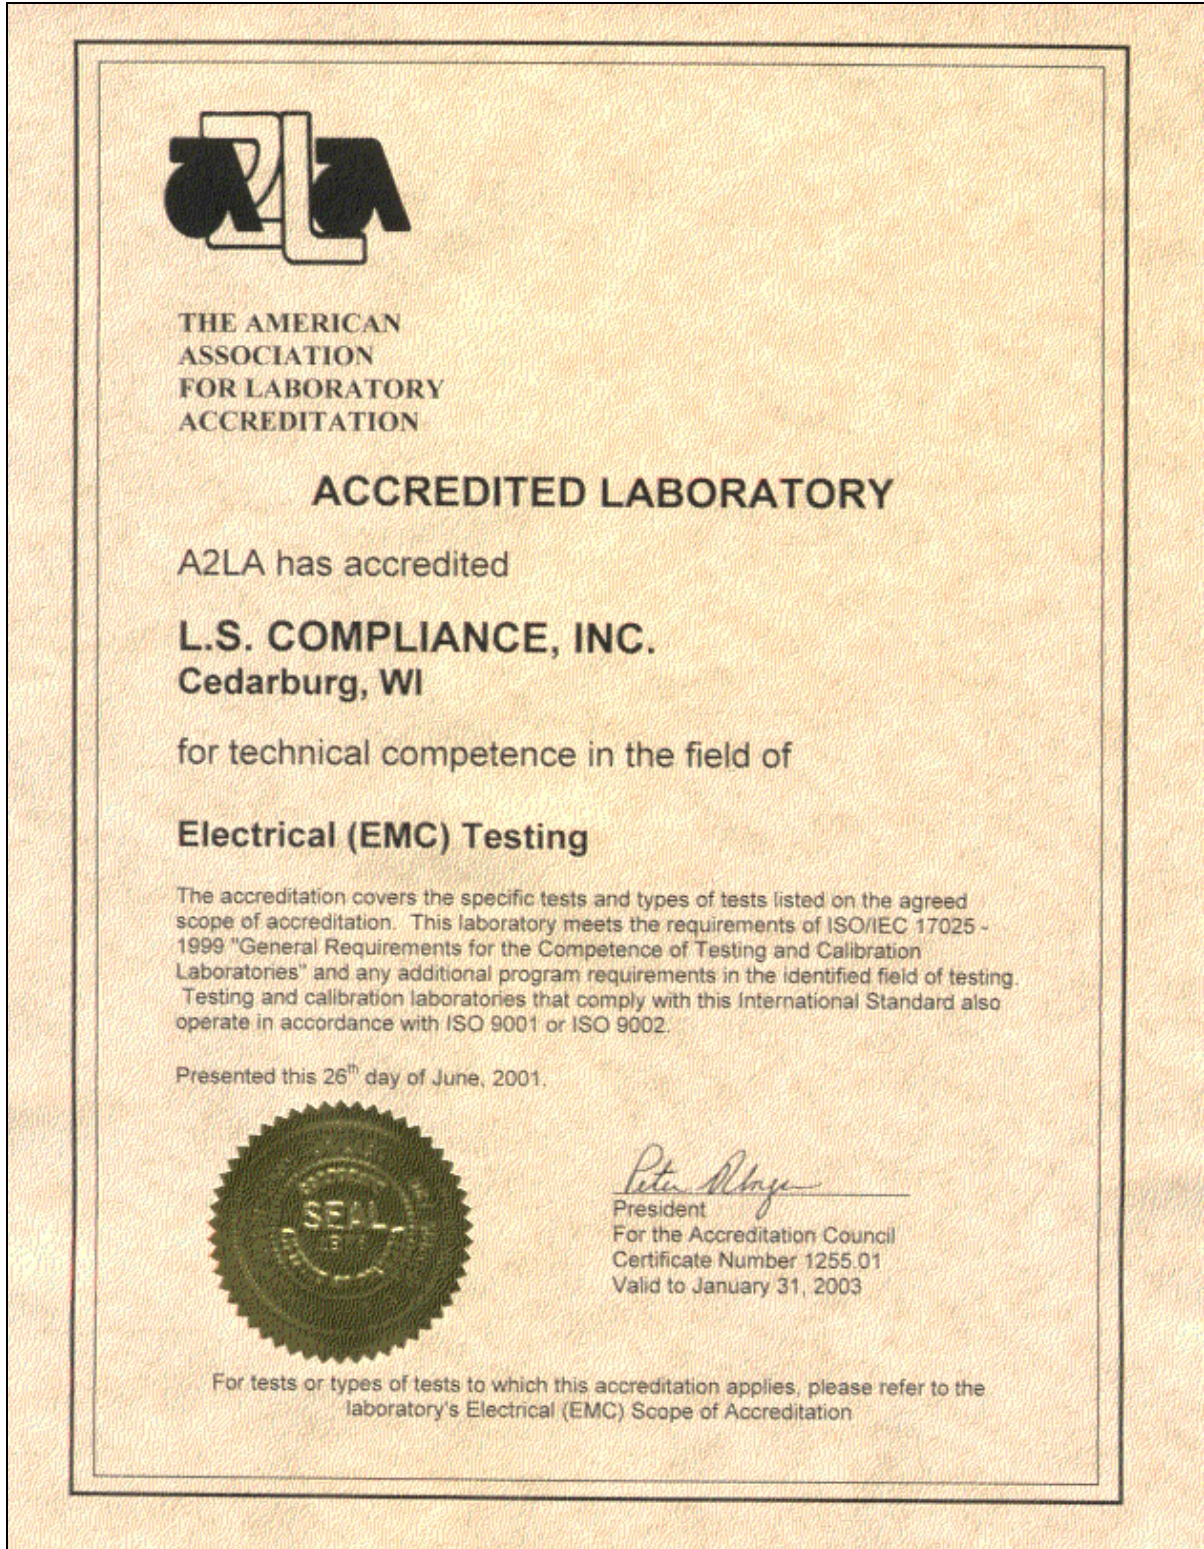 A2LA
THE AMERICAN
ASSOCIATION
FOR LABORATORY
ACCREDITATION
ACCREDITED LABORATORY
A2LA has accredited
L.S. COMPLIANCE, INC.
Cedarburg, WI
for technical competence in the field of
Electrical (EMC) Testing
The accreditation covers the specific tests and types of tests listed on the agreed
scope of accreditation. This laboratory meets the requirements of ISO/IEC 17025 -
1999 "General Requirements for the Competence of Testing and Calibration
Laboratories" and any additional program requirements in the identified field of testing.
Testing and calibration laboratories that comply with this International Standard also
operate in accordance with ISO 9001 or ISO 9002.
Presented this 26th day of June, 2001.
SEAL
Peter
President
For the Accreditation Council
Certificate Number 1255.01
Valid to January 31, 2003
For tests or types of tests to which this accreditation applies, please refer to the
laboratory's Electrical (EMC) Scope of Accreditation